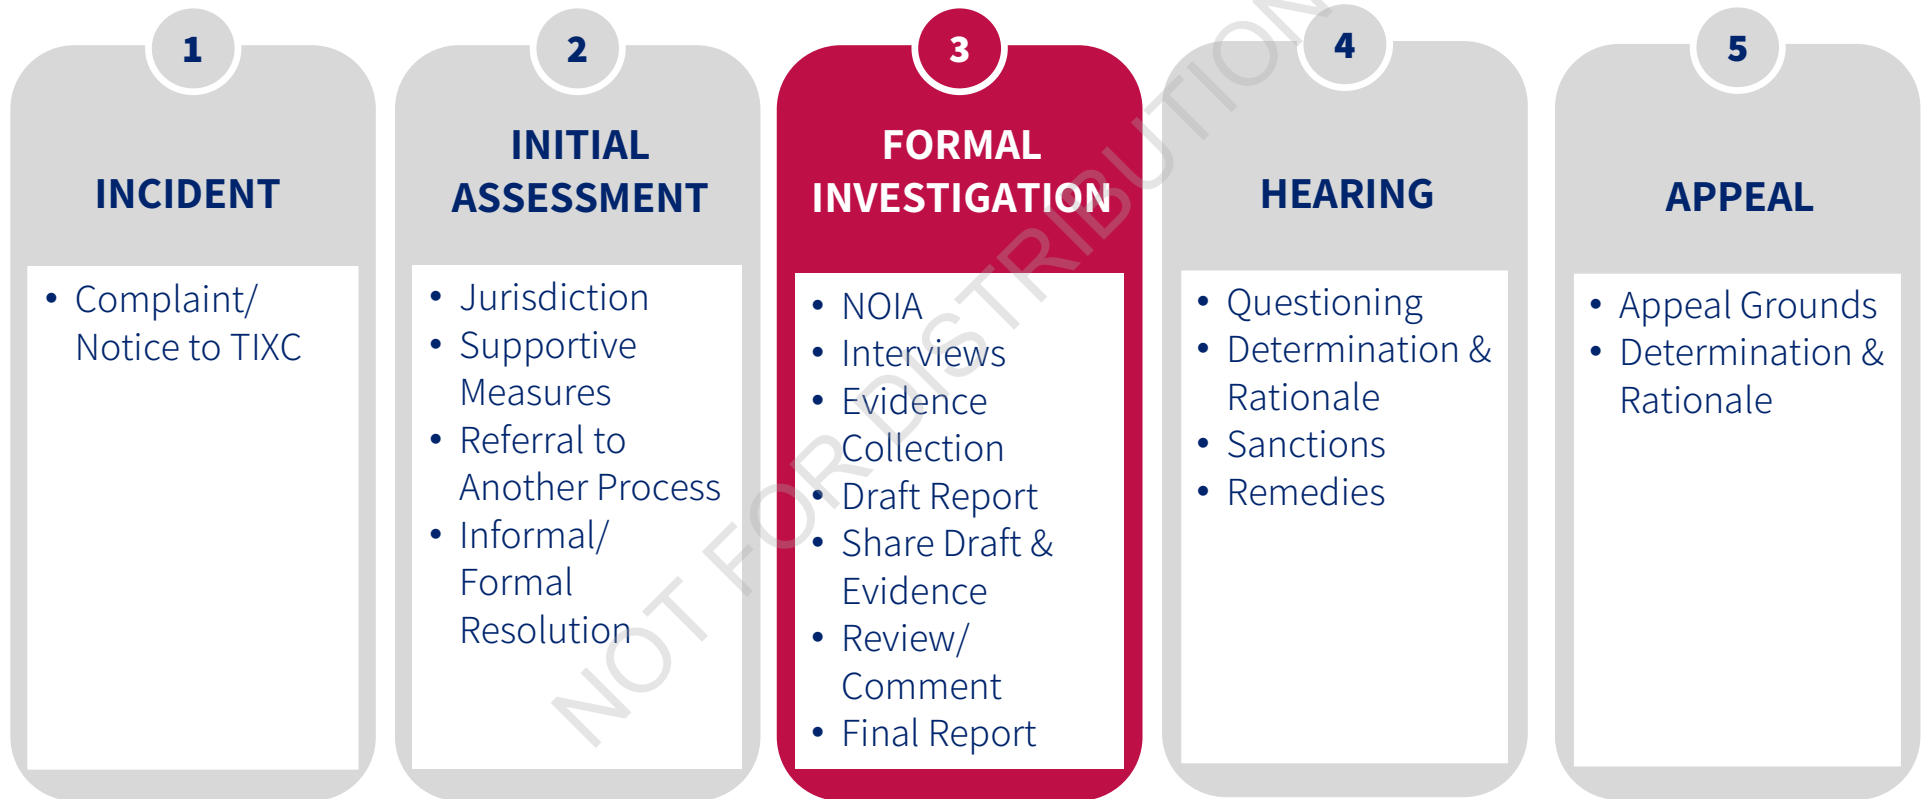 1
INCIDENT
• Complaint/
Notice to TIXC
2
INITIAL
ASSESSMENT
• Jurisdiction
• Supportive
Measures
• Referral to
Another Process
• Informal/
Formal
Resolution
3
FORMAL
INVESTIGATION
• NOIA
• Interviews
• Evidence
Collection
• Draft Report
• Share Draft &
Evidence
• Review/
Comment
• Final Report
4
HEARING
• Questioning
• Determination &
Rationale
• Sanctions
• Remedies
5
APPEAL
• Appeal Grounds
• Determination &
Rationale
NOT FOR DISTRIBUTION